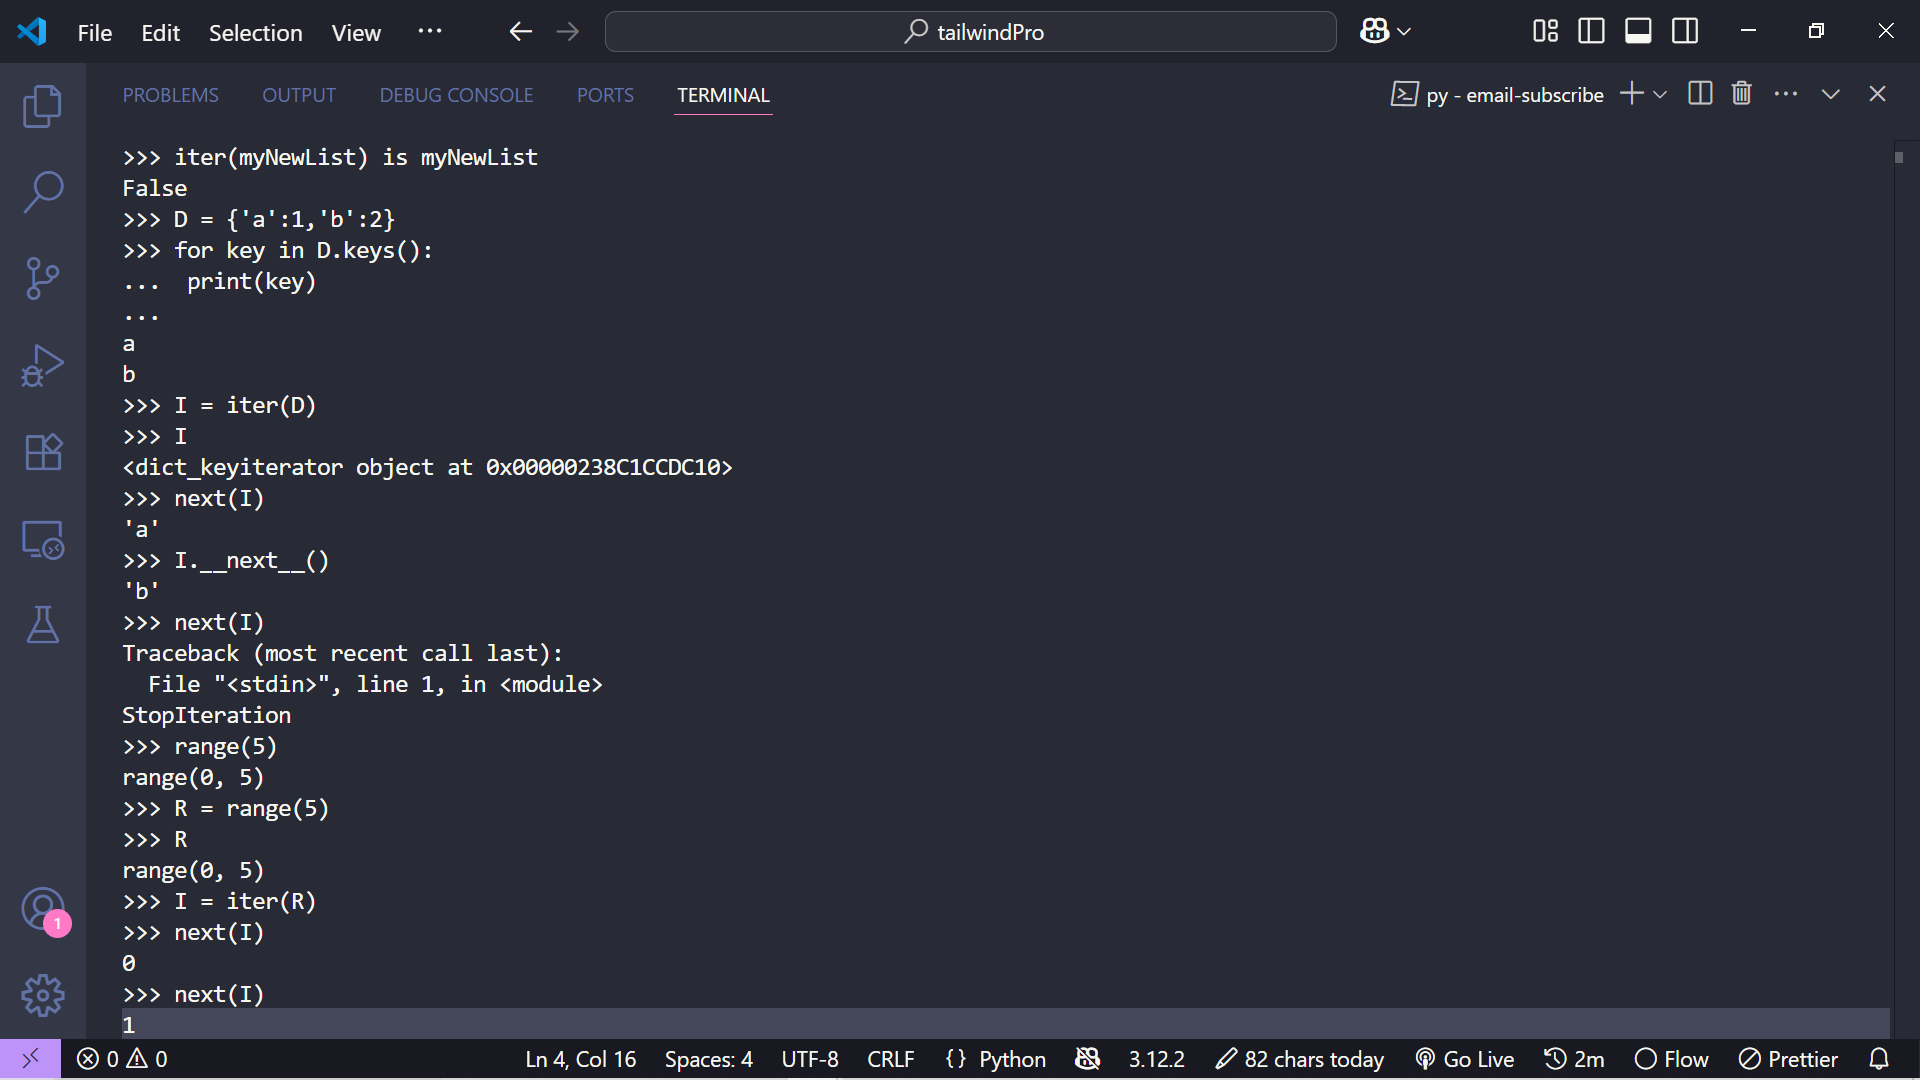 File Edit Selection View ··· tailwindPro
PROBLEMS OUTPUT DEBUG CONSOLE PORTS TERMINAL py - email-subscribe
>>> iter(myNewList) is myNewList
False
>>> D = {'a':1,'b':2}
>>> for key in D.keys():
...  print(key)
...
a
b
>>> I = iter(D)
>>> I
<dict_keyiterator object at 0x00000238C1CCDC10>
>>> next(I)
'a'
>>> I.__next__()
'b'
>>> next(I)
Traceback (most recent call last):
  File "<stdin>", line 1, in <module>
StopIteration
>>> range(5)
range(0, 5)
>>> R = range(5)
>>> R
range(0, 5)
>>> I = iter(R)
>>> next(I)
0
>>> next(I)
1
1
0 0 Ln 4, Col 16 Spaces: 4 UTF-8 CRLF {} Python 3.12.2 82 chars today Go Live 2m Flow Prettier